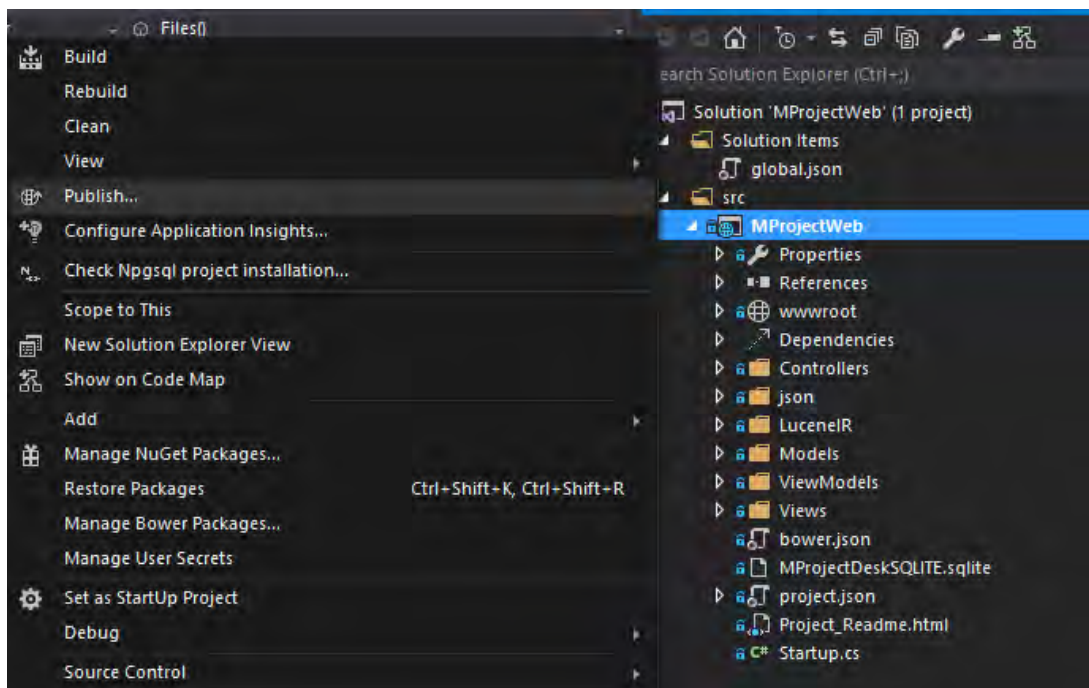 Files()
Build
Rebuild
Clean
View
Publish...
Configure Application Insights...
Check Npgsql project installation...
Scope to This
New Solution Explorer View
Show on Code Map
Add
Manage NuGet Packages...
Restore Packages Ctrl+Shift+K, Ctrl+Shift+R
Manage Bower Packages...
Manage User Secrets
Set as StartUp Project
Debug
Source Control
earch Solution Explorer (Ctrl+;)
Solution 'MProjectWeb' (1 project)
Solution Items
global.json
src
MProjectWeb
Properties
References
wwwroot
Dependencies
Controllers
json
LuceneIR
Models
ViewModels
Views
bower.json
MProjectDeskSQLITE.sqlite
project.json
Project_Readme.html
C# Startup.cs